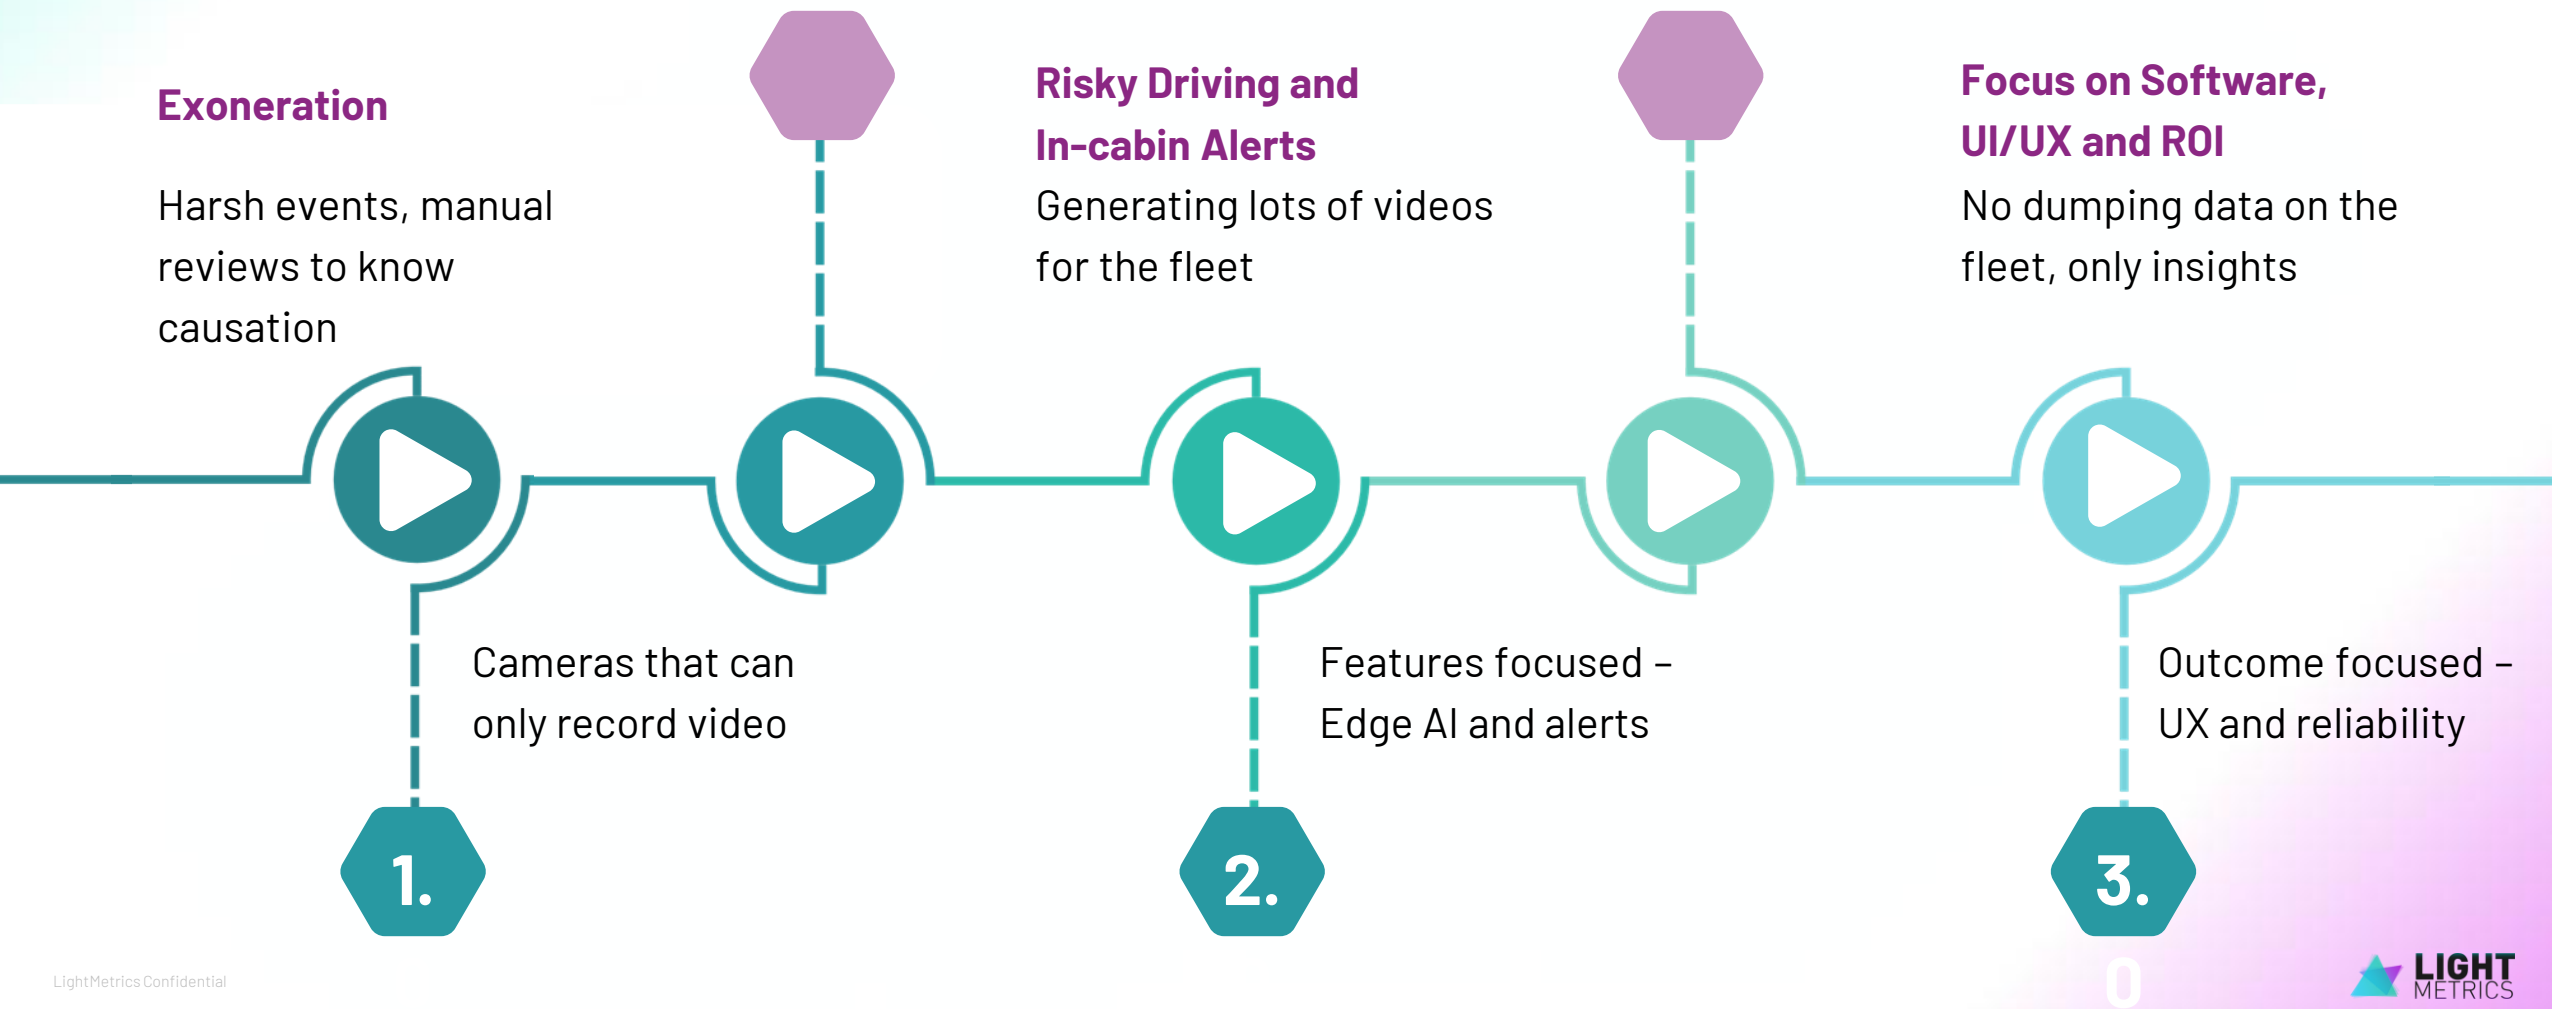 Exoneration
Harsh events, manual
reviews to know
causation
Risky Driving and
In-cabin Alerts
Generating lots of videos
for the fleet
Focus on Software,
UI/UX and ROI
No dumping data on the
fleet, only insights
Cameras that can
only record video
Features focused –
Edge AI and alerts
Outcome focused –
UX and reliability
1.
2.
3.
0
LightMetrics Confidential
LIGHT
METRICS